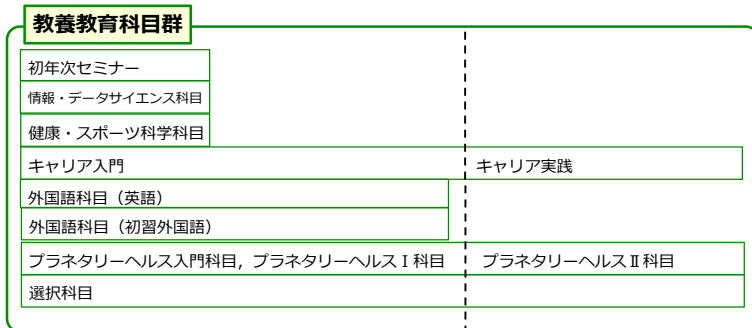 教養教育科目群
初年次セミナー
情報・データサイエンス科目
健康・スポーツ科学科目
キャリア入門 キャリア実践
外国語科目（英語）
外国語科目（初習外国語）
プラネタリーヘルス入門科目，プラネタリーヘルスⅠ科目 プラネタリーヘルスⅡ科目
選択科目